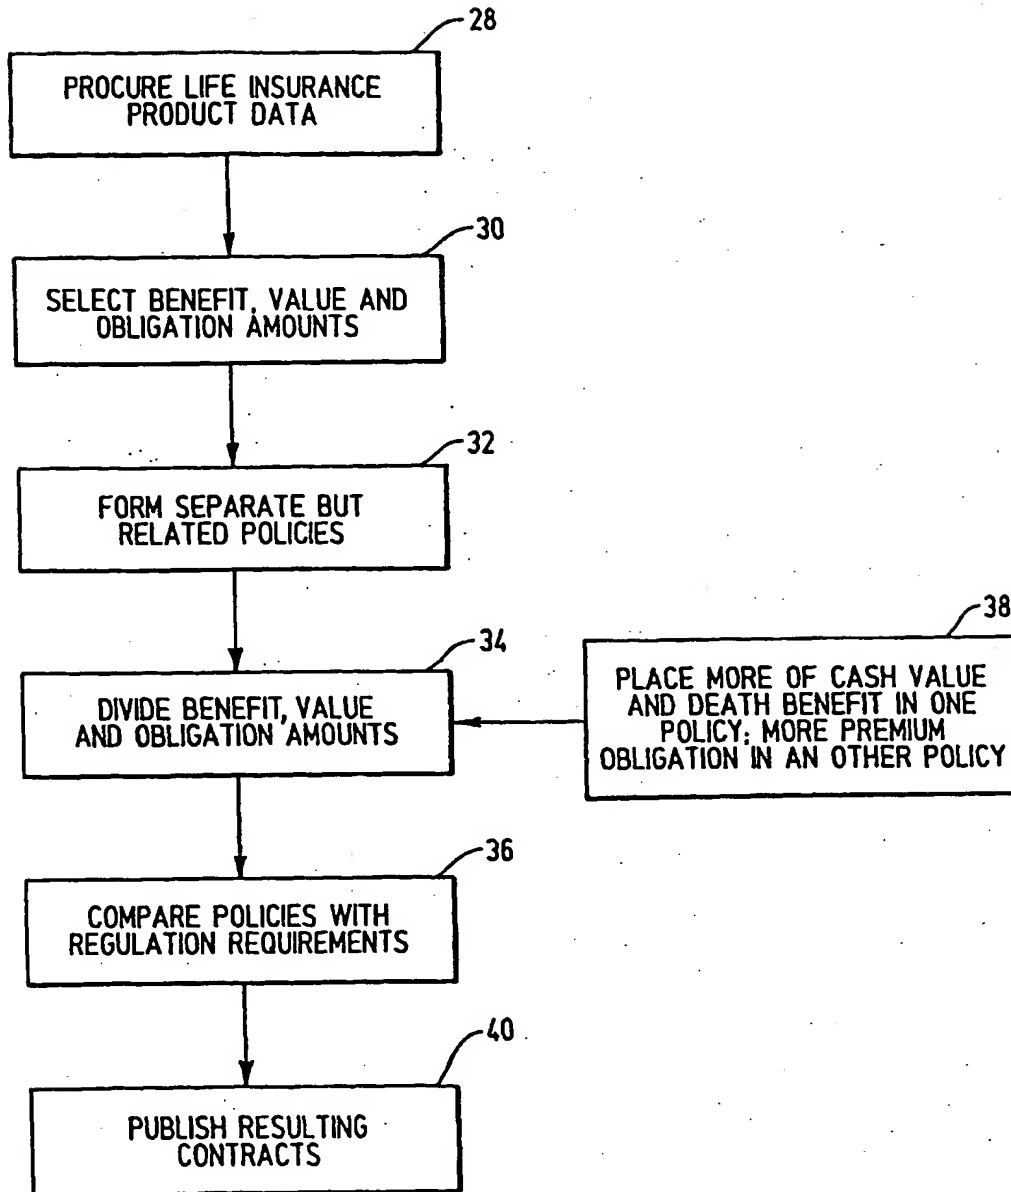 28
PROCURE LIFE INSURANCE
PRODUCT DATA
30
SELECT BENEFIT, VALUE AND
OBLIGATION AMOUNTS
32
FORM SEPARATE BUT
RELATED POLICIES
34
DIVIDE BENEFIT, VALUE
AND OBLIGATION AMOUNTS
38
PLACE MORE OF CASH VALUE
AND DEATH BENEFIT IN ONE
POLICY; MORE PREMIUM
OBLIGATION IN AN OTHER POLICY
36
COMPARE POLICIES WITH
REGULATION REQUIREMENTS
40
PUBLISH RESULTING
CONTRACTS